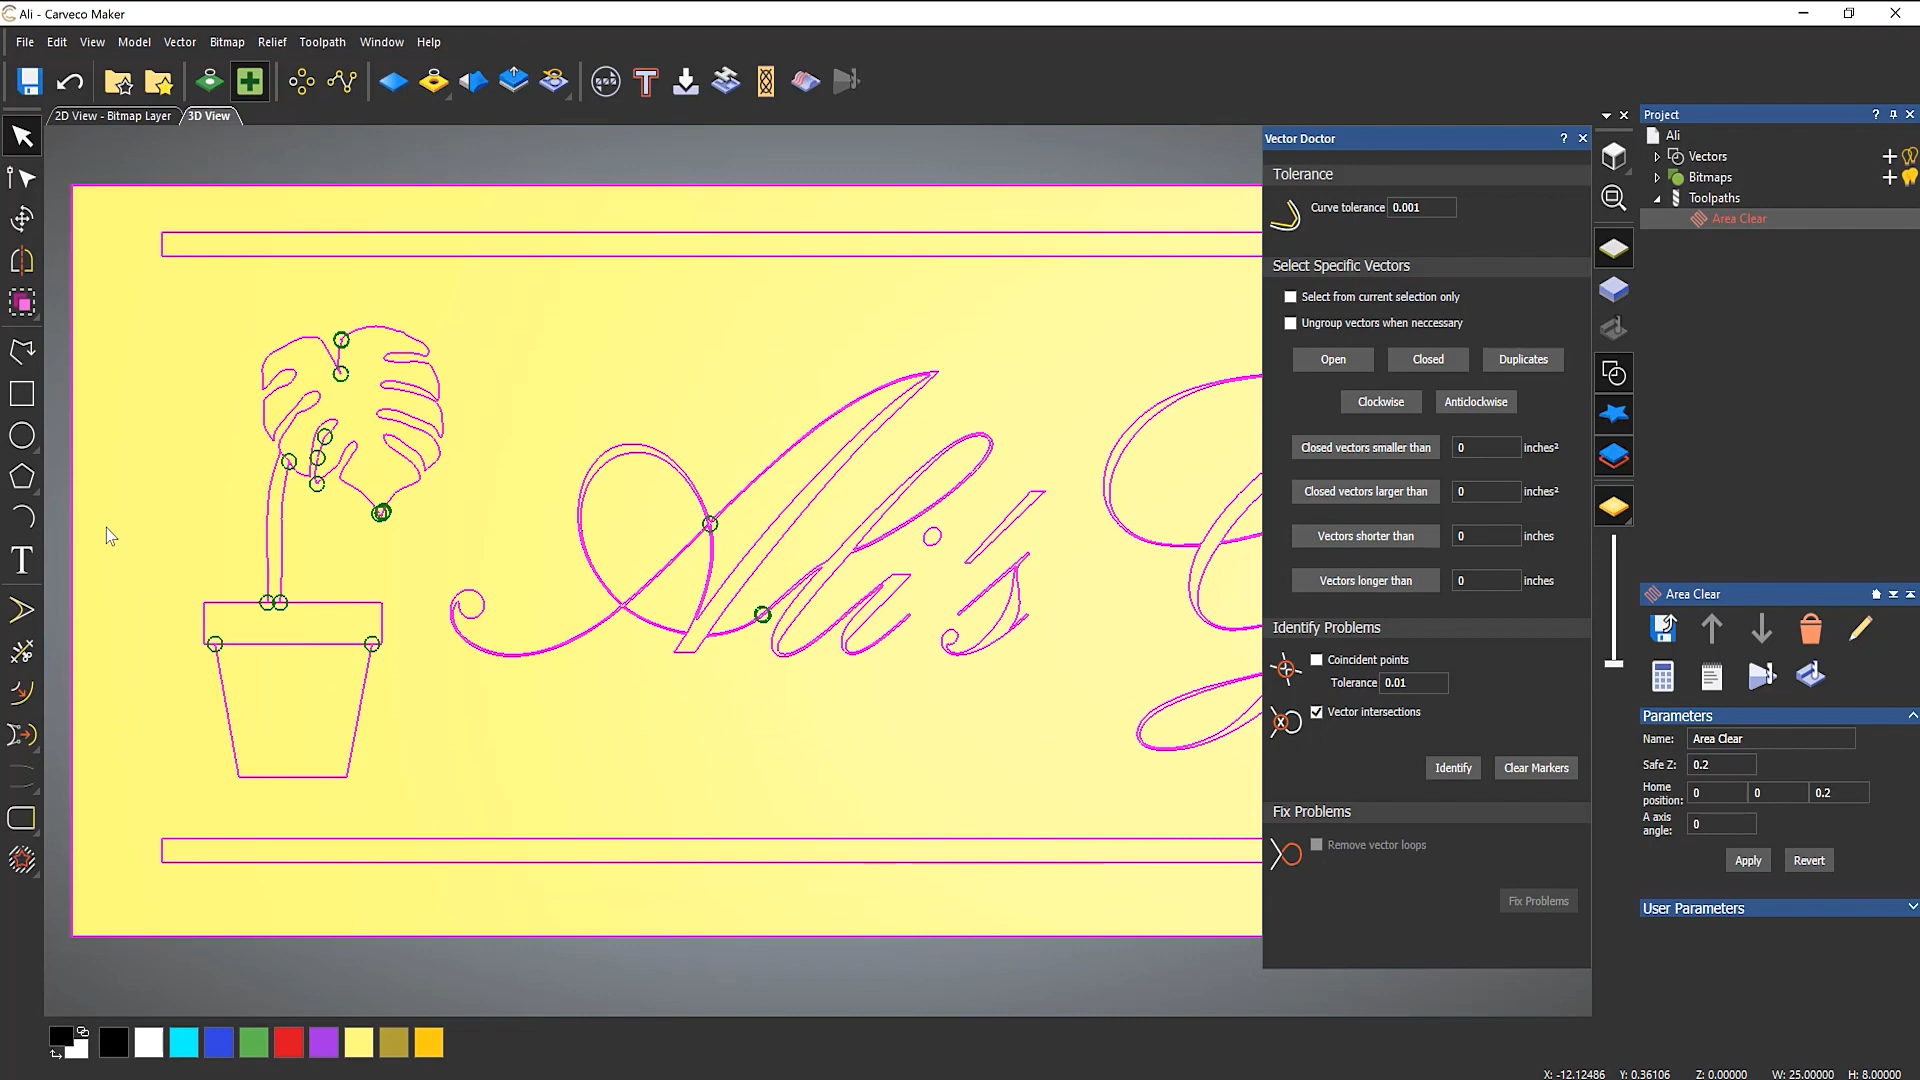 Ali - Carveco Maker
File Edit View Model Vector Bitmap Relief Toolpath Window Help
2D View - Bitmap Layer 3D View
Ali's
Vector Doctor ?
Tolerance
Curve tolerance 0.001
Select Specific Vectors
Select from current selection only
Ungroup vectors when neccessary
Open Closed Duplicates
Clockwise Anticlockwise
Closed vectors smaller than 0 inches²
Closed vectors larger than 0 inches²
Vectors shorter than 0 inches
Vectors longer than 0 inches
Identify Problems
Coincident points
Tolerance 0.01
Vector intersections
Identify Clear Markers
Fix Problems
Remove vector loops
Fix Problems
Project ?
Ali
Vectors
Bitmaps
Toolpaths
Area Clear
Area Clear
Parameters
Name: Area Clear
Safe Z: 0.2
Home position: 0 0 0.2
A axis angle: 0
Apply Revert
User Parameters
X: -12.12486 Y: 0.36106 Z: 0.00000 W: 25.00000 H: 8.00000